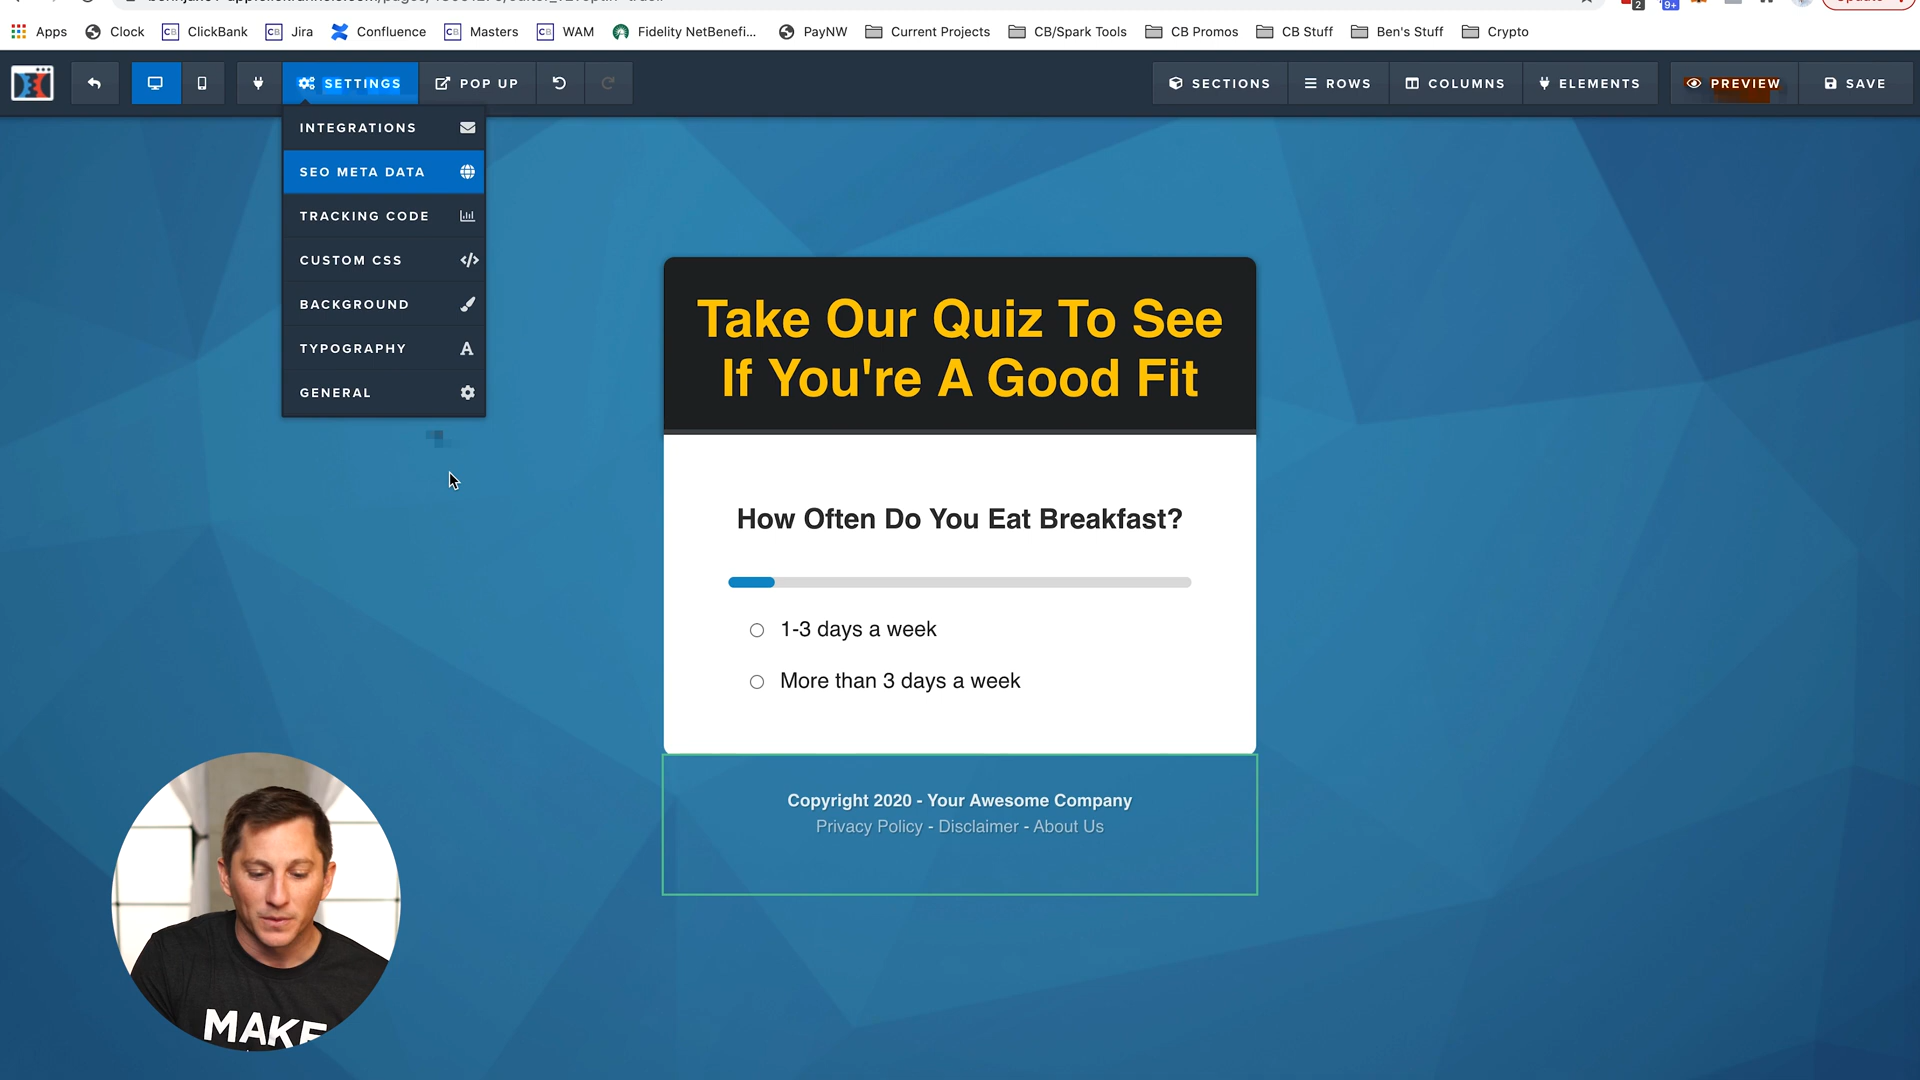 Apps Clock ClickBank Jira Confluence Masters WAM Fidelity NetBenefi... PayNW Current Projects CB/Spark Tools CB Promos CB Stuff Ben's Stuff Crypto
SETTINGS POP UP SECTIONS ROWS COLUMNS ELEMENTS PREVIEW SAVE
INTEGRATIONS
SEO META DATA
TRACKING CODE
CUSTOM CSS
BACKGROUND
TYPOGRAPHY
GENERAL
Take Our Quiz To See
If You're A Good Fit
How Often Do You Eat Breakfast?
1-3 days a week
More than 3 days a week
Copyright 2020 - Your Awesome Company
Privacy Policy - Disclaimer - About Us
MAKE